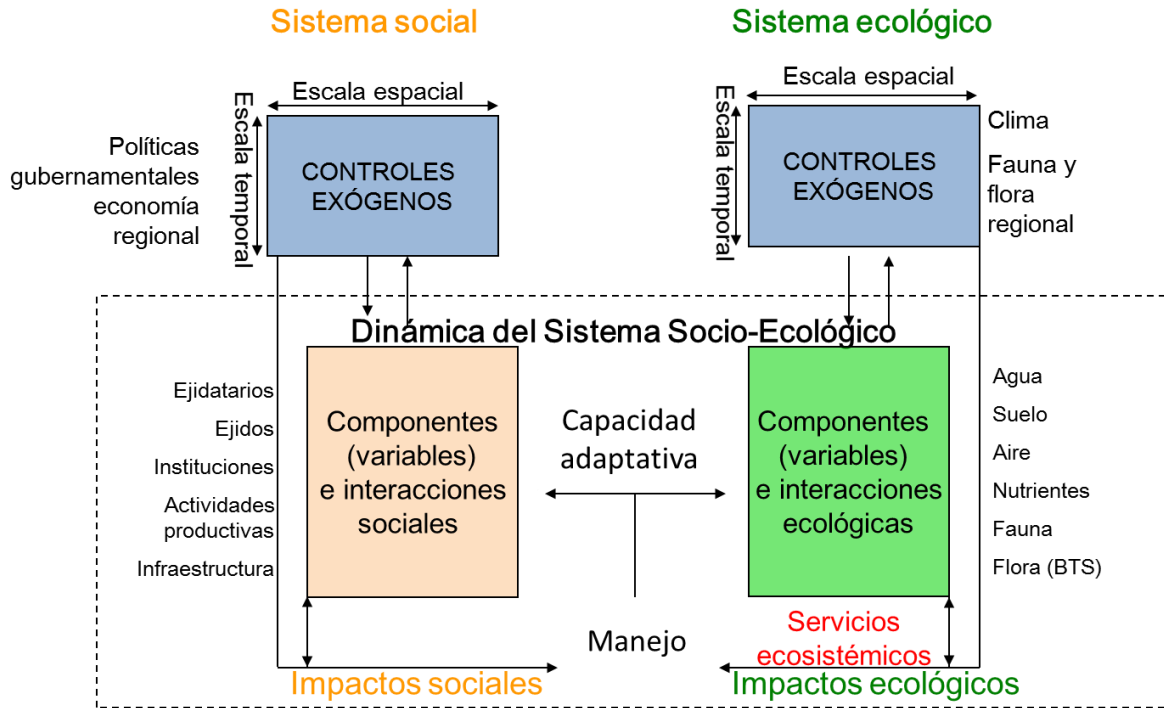 Sistema social
Sistema ecológico
Escala espacial
Escala espacial
Escala temporal
Escala temporal
Políticas
gubernamentales
economía
regional
CONTROLES
EXÓGENOS
CONTROLES
EXÓGENOS
Clima
Fauna y
flora
regional
Dinámica del Sistema Socio-Ecológico
Ejidatarios
Ejidos
Instituciones
Actividades
productivas
Infraestructura
Componentes
(variables)
e interacciones
sociales
Capacidad
adaptativa
Componentes
(variables)
e interacciones
ecológicas
Agua
Suelo
Aire
Nutrientes
Fauna
Flora (BTS)
Manejo
Servicios
ecosistémicos
Impactos sociales
Impactos ecológicos